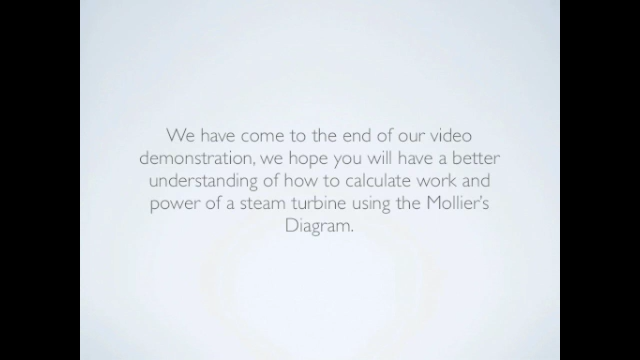 We have come to the end of our video
demonstration, we hope you will have a better
understanding of how to calculate work and
power of a steam turbine using the Mollier's
Diagram.